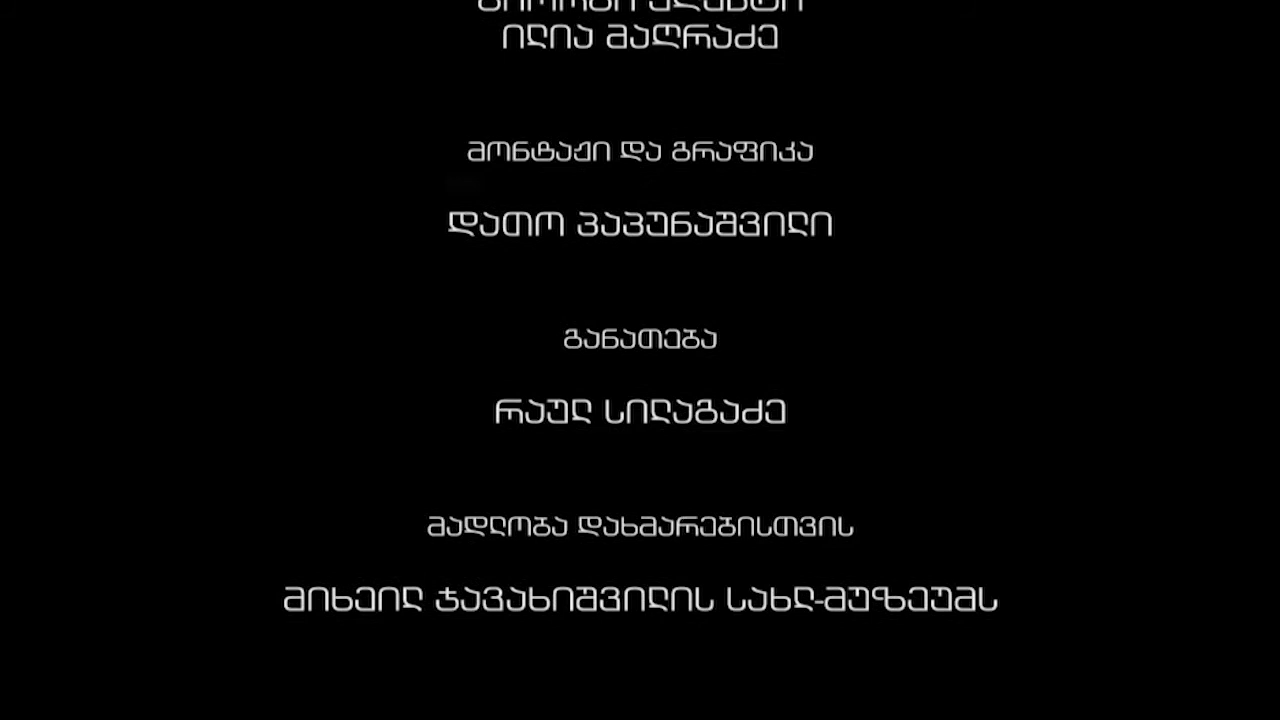 ილია მაღრაძე
მონტაჟი და გრაფიკა
დათო პაპუნაშვილი
განათება
რაულ სილაგაძე
მადლობა დახმარებისთვის
მიხეილ ჯავახიშვილის სახლ-მუზეუმს